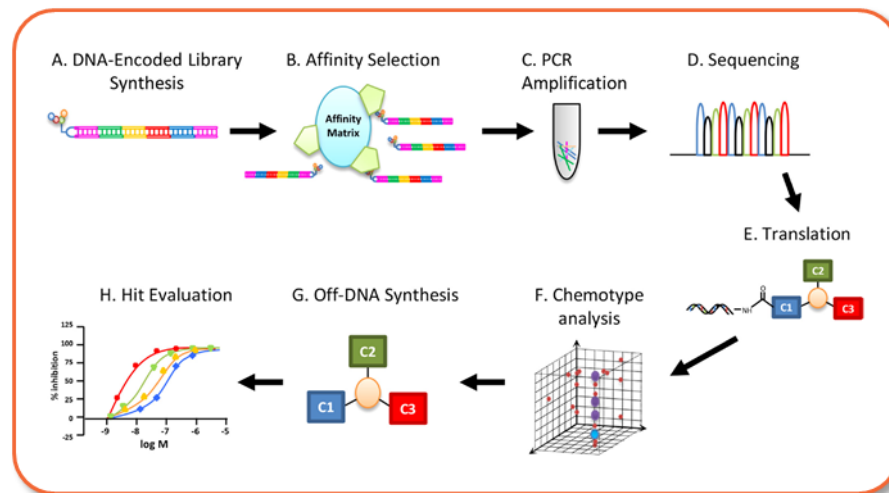 A. DNA-Encoded Library
Synthesis
B. Affinity Selection
C. PCR
Amplification
D. Sequencing
Affinity
Matrix
E. Translation
C2
O
NH
C1
C3
F. Chemotype
analysis
G. Off-DNA Synthesis
C2
C1
C3
H. Hit Evaluation
% inhibition
125
100
75
50
25
0
-25
-9
-8
-7
-6
-5
log M